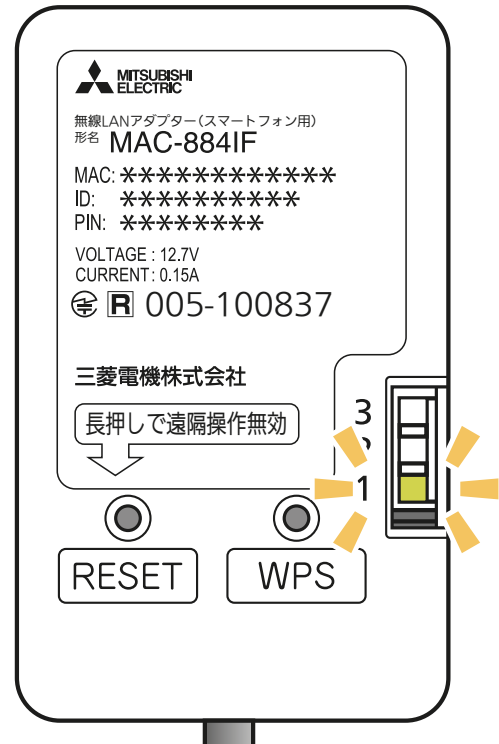 MITSUBISHI
ELECTRIC
無線LANアダプター(スマートフォン用)
形名 MAC-884IF
MAC: ************
ID: **********
PIN: ********
VOLTAGE : 12.7V
CURRENT : 0.15A
R 005-100837
三菱電機株式会社
長押しで遠隔操作無効
3
1
RESET
WPS